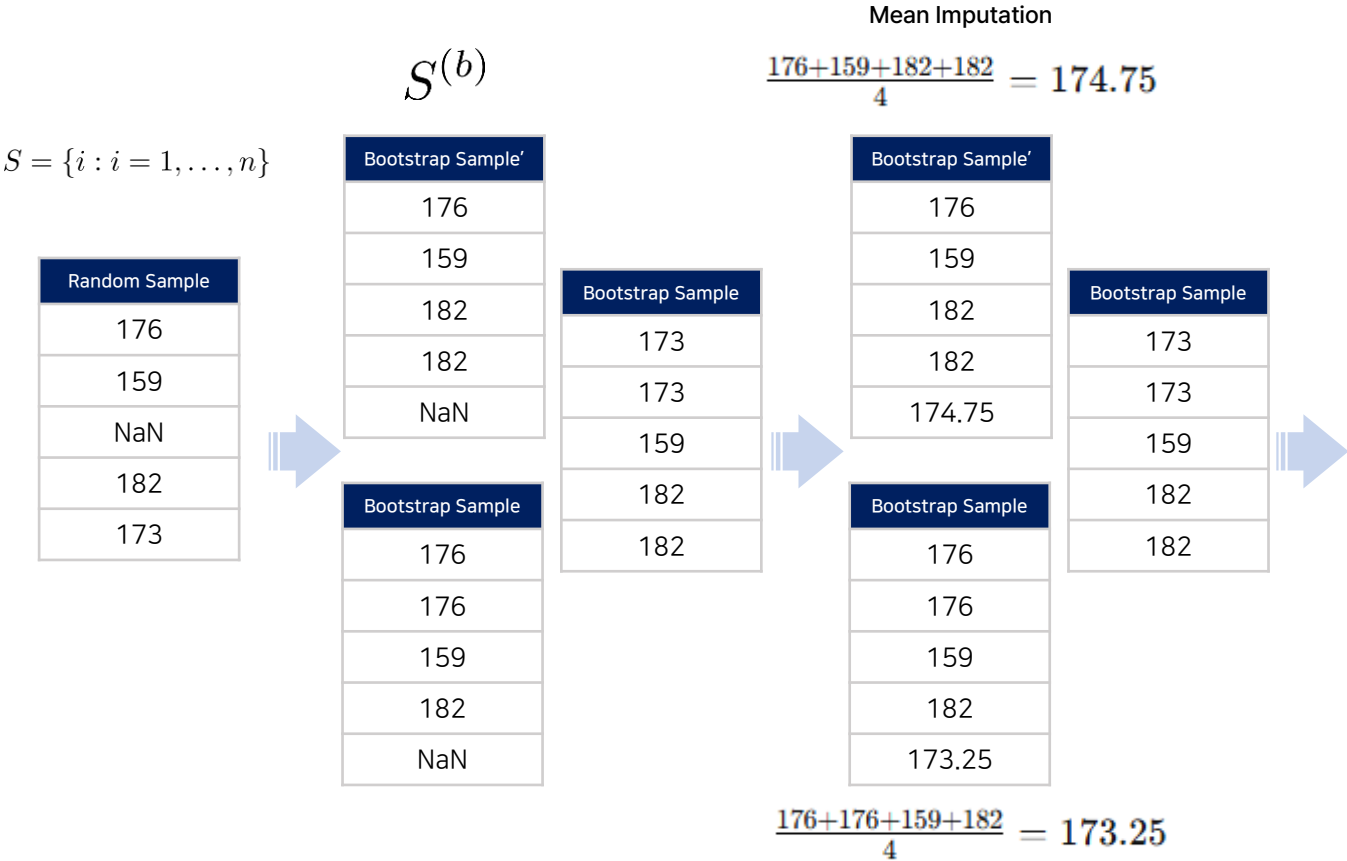 Mean Imputation
S^{(b)}
\frac{176+159+182+182}{4} = 174.75
S = {i : i = 1, . . . , n}
Random Sample
176
159
NaN
182
173
Bootstrap Sample′
176
159
182
182
NaN
Bootstrap Sample
173
173
159
182
182
Bootstrap Sample
176
176
159
182
NaN
Bootstrap Sample′
176
159
182
182
174.75
Bootstrap Sample
173
173
159
182
182
Bootstrap Sample
176
176
159
182
173.25
\frac{176+176+159+182}{4} = 173.25